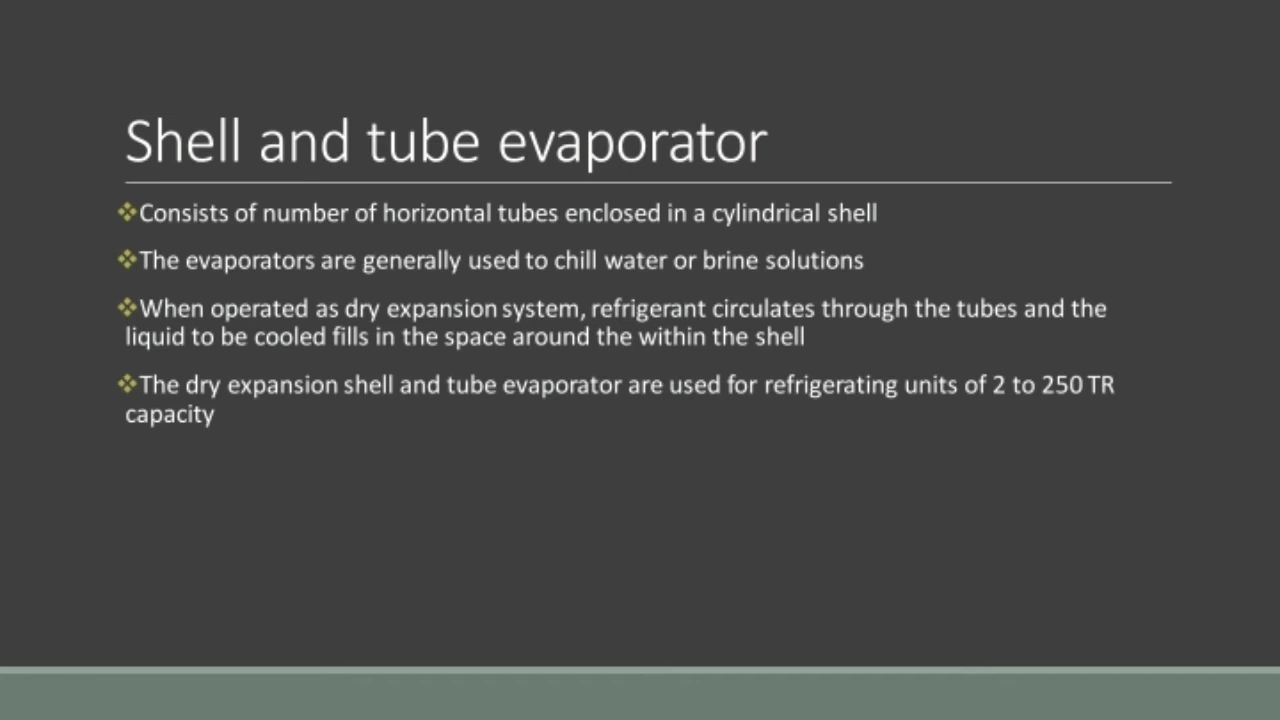 Shell and tube evaporator
❖Consists of number of horizontal tubes enclosed in a cylindrical shell
❖The evaporators are generally used to chill water or brine solutions
❖When operated as dry expansion system, refrigerant circulates through the tubes and the
liquid to be cooled fills in the space around the within the shell
❖The dry expansion shell and tube evaporator are used for refrigerating units of 2 to 250 TR
capacity